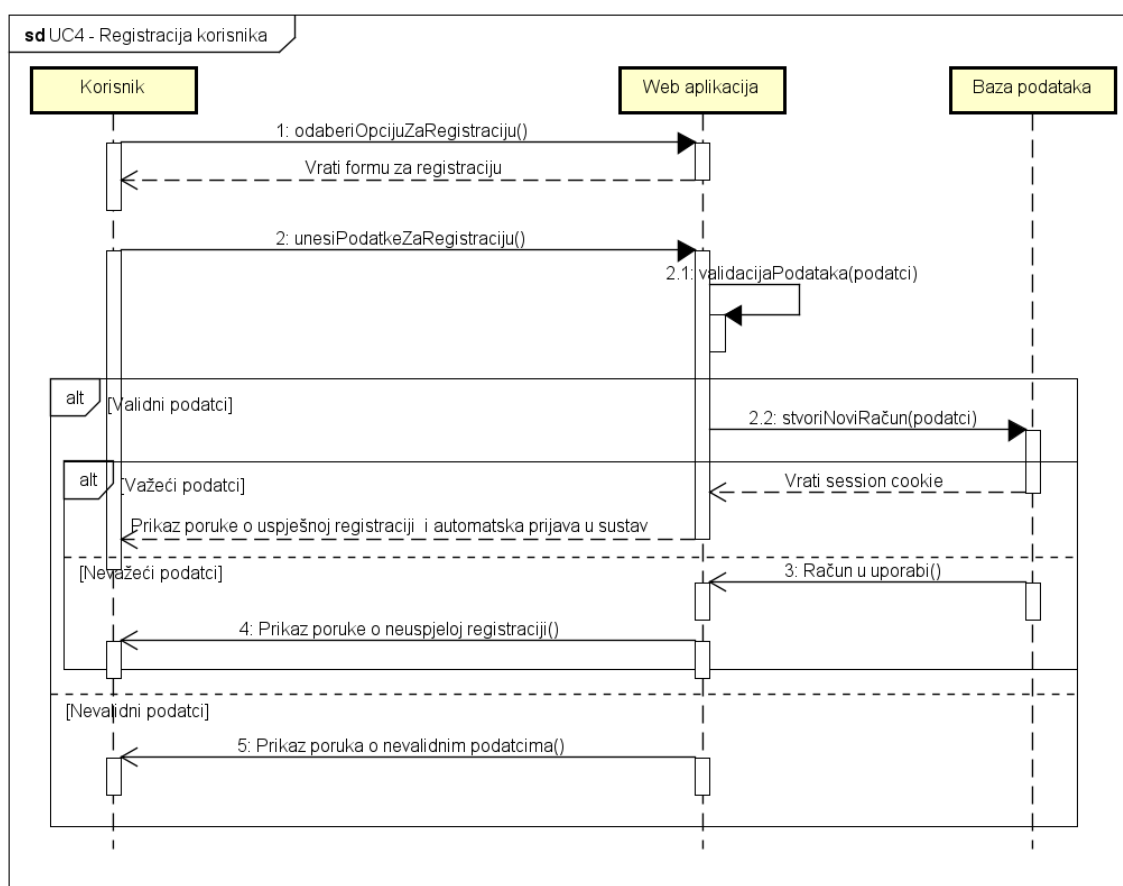 sd UC4 - Registracija korisnika
Korisnik
Web aplikacija
Baza podataka
1: odaberiOpcijuZaRegistraciju()
Vrati formu za registraciju
2: unesiPodatkeZaRegistraciju()
2.1: validacijaPodataka(podatci)
alt
[Validni podatci]
2.2: stvoriNoviRačun(podatci)
alt
[Važeći podatci]
Vrati session cookie
Prikaz poruke o uspješnoj registraciji i automatska prijava u sustav
[Nevažeći podatci]
3: Račun u uporabi()
4: Prikaz poruke o neuspjeloj registraciji()
[Nevalidni podatci]
5: Prikaz poruka o nevalidnim podatcima()